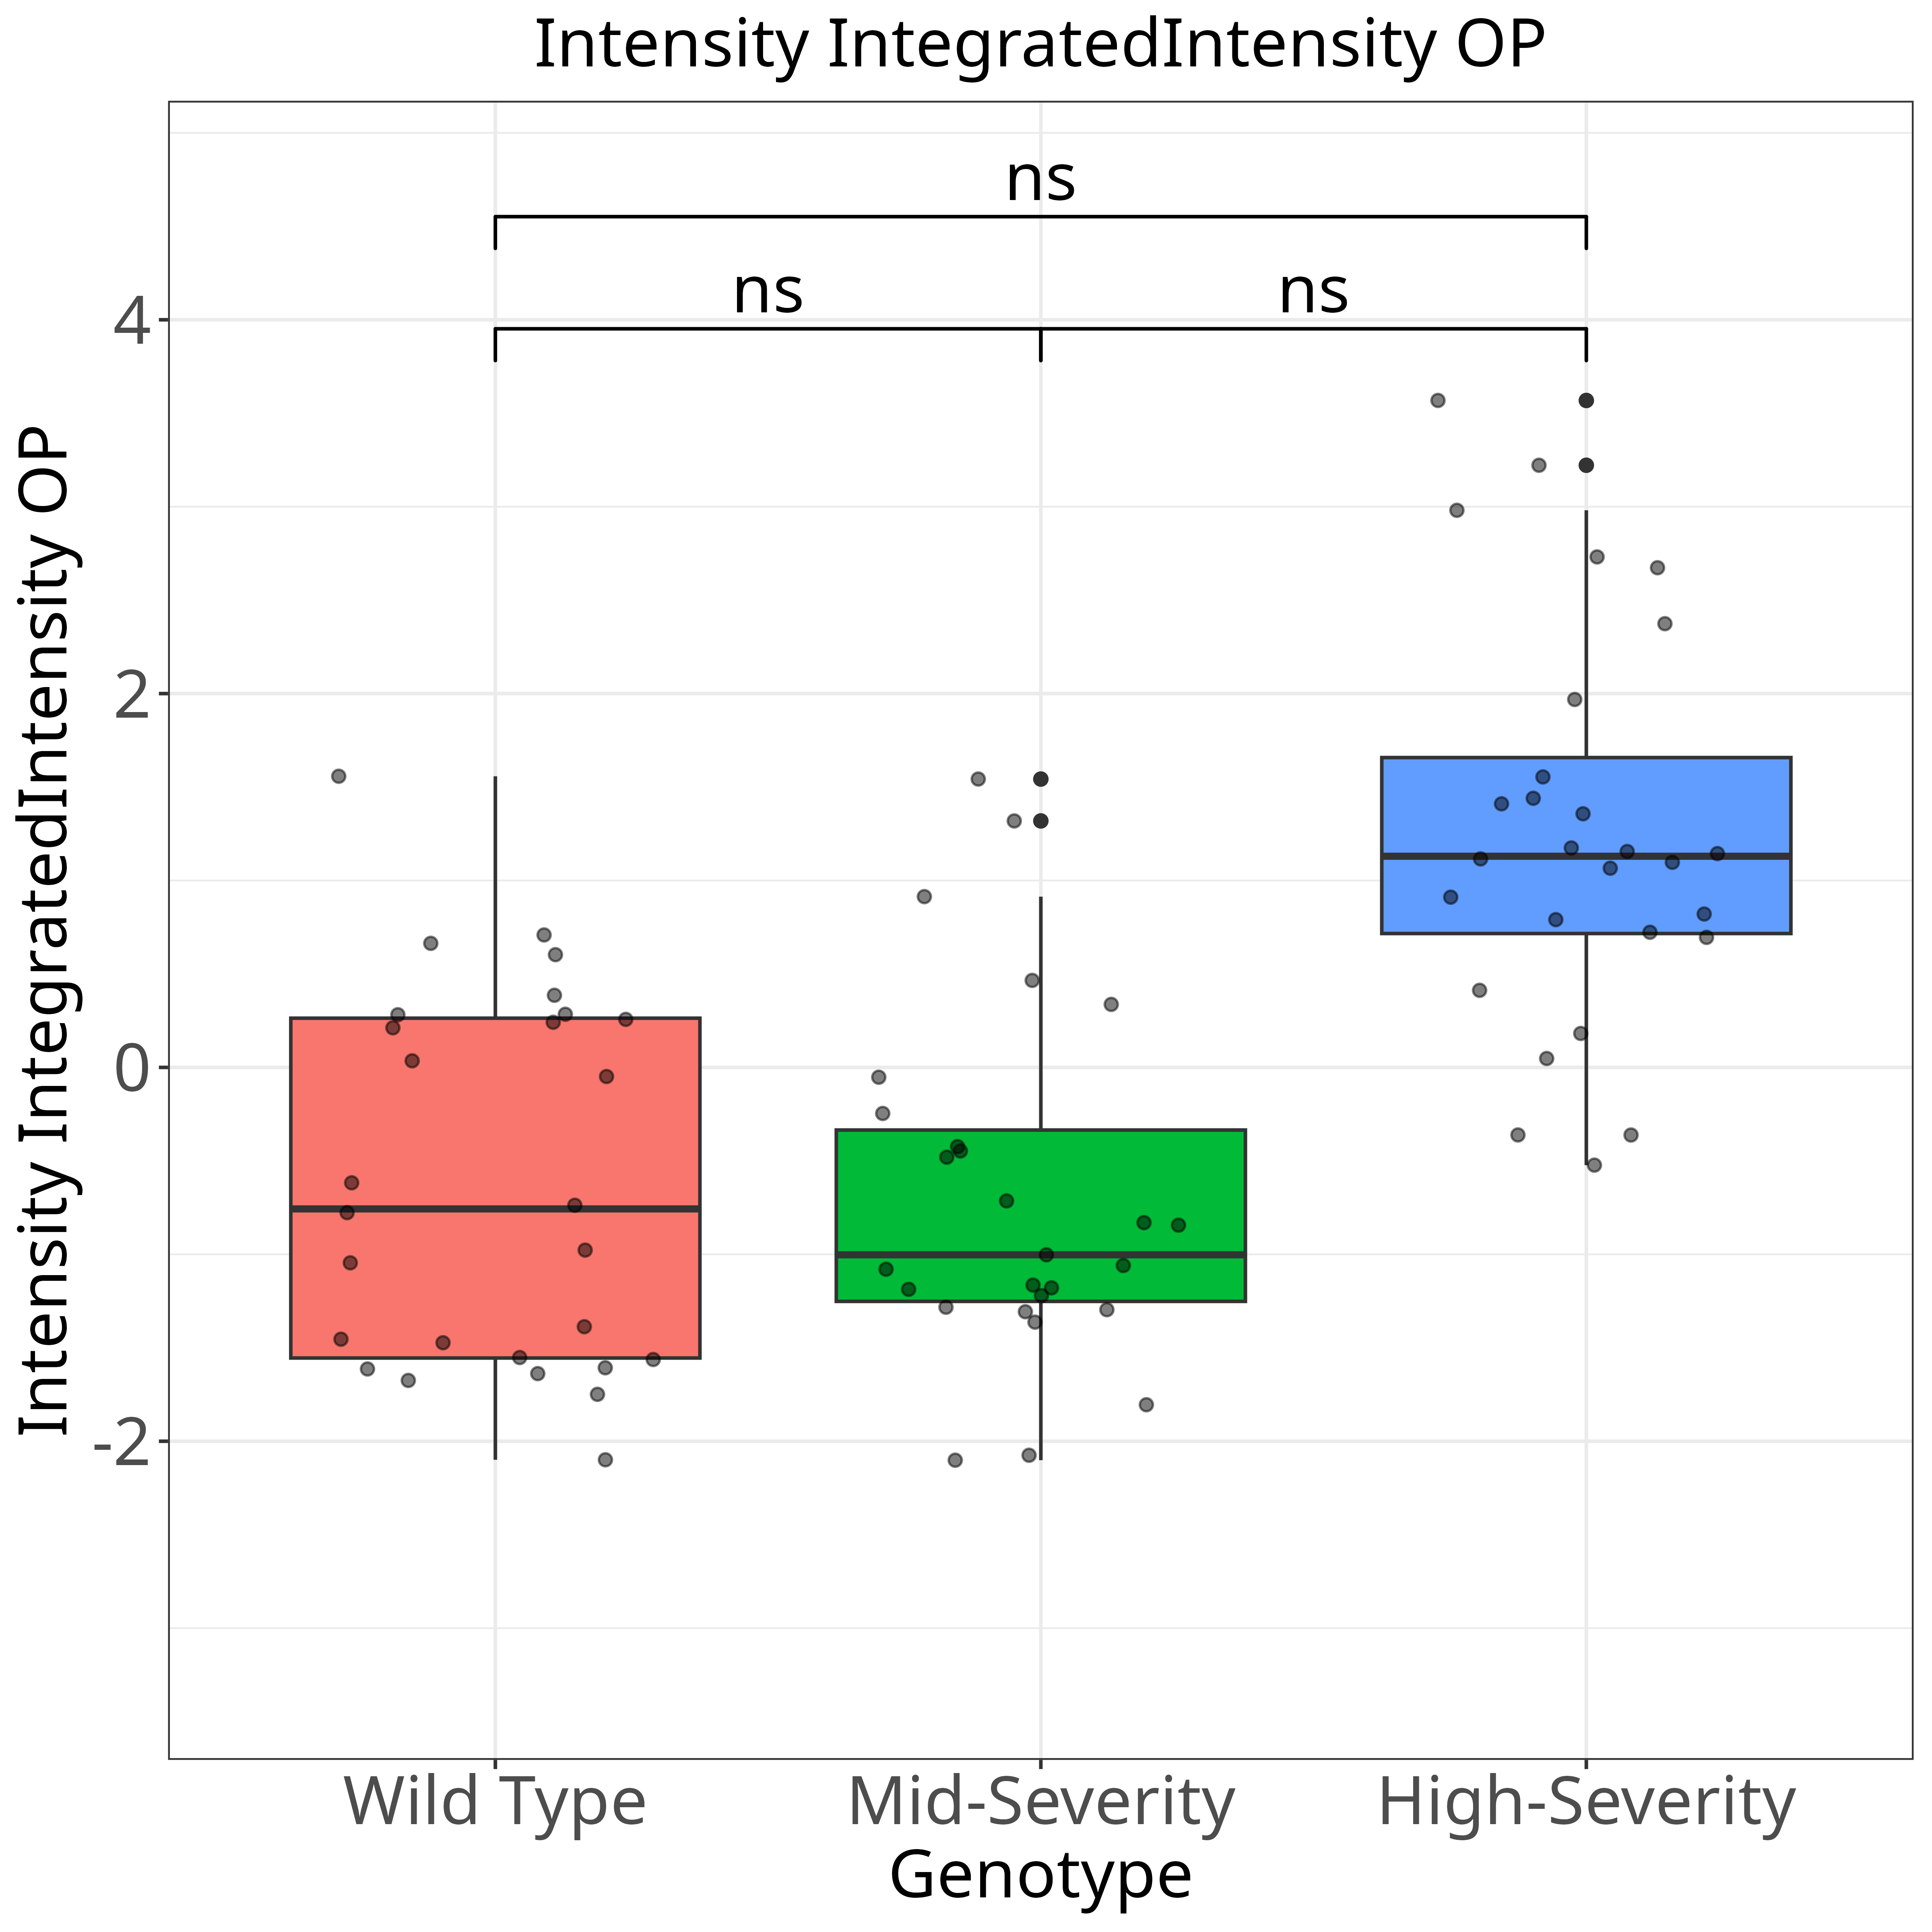 Intensity IntegratedIntensity OP
ns
ns ns
Intensity IntegratedIntensity OP
4
2
0
-2
Wild Type Mid-Severity High-Severity
Genotype